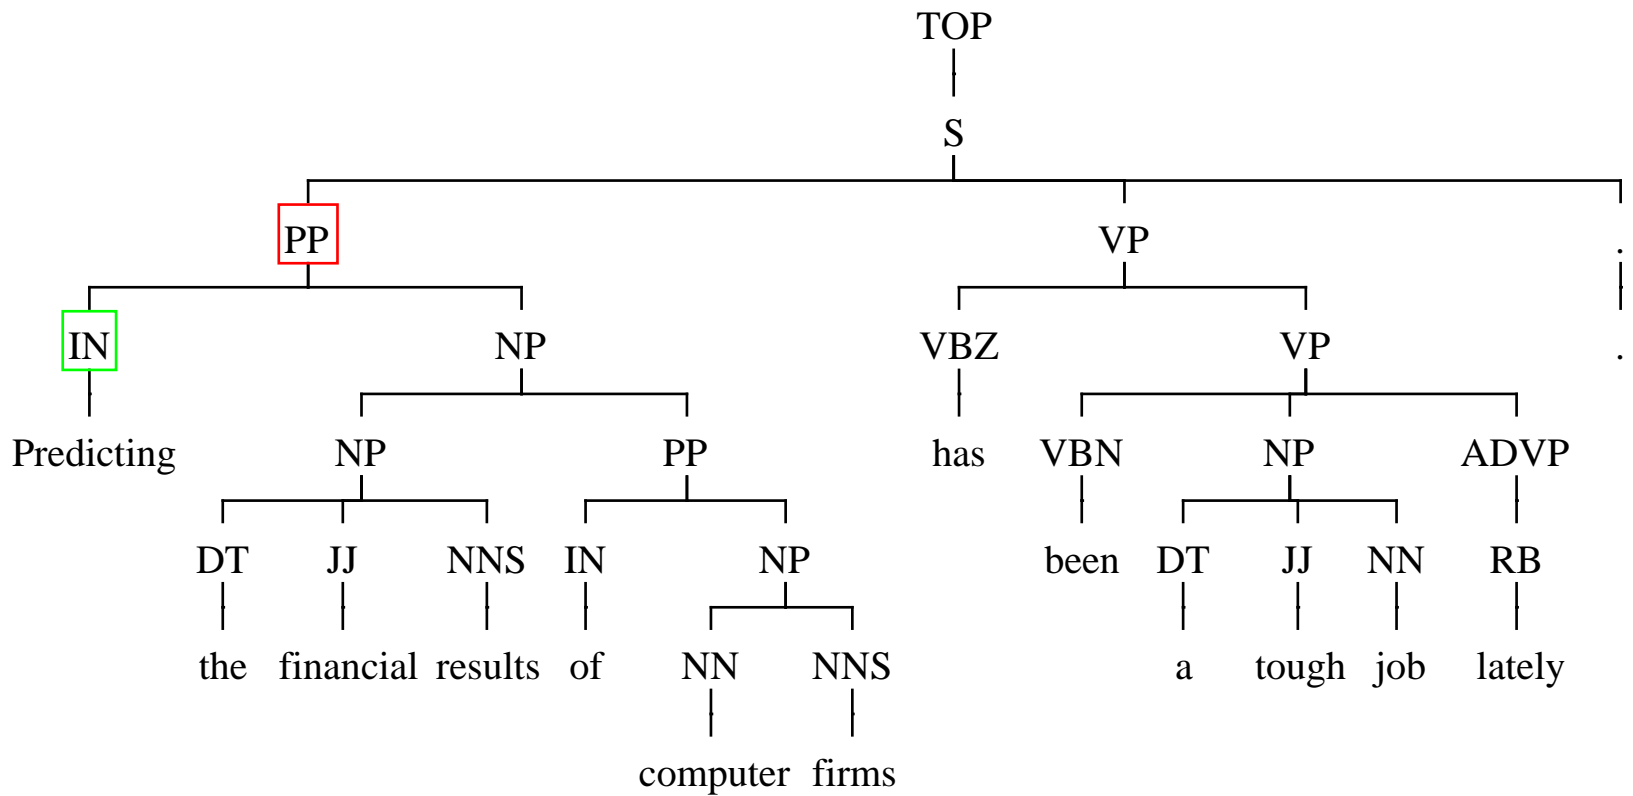 TOP
S
PP VP .
IN NP VBZ VP .
Predicting NP PP has VBN NP ADVP
DT JJ NNS IN NP been DT JJ NN RB
the financial results of NN NNS a tough job lately
computer firms